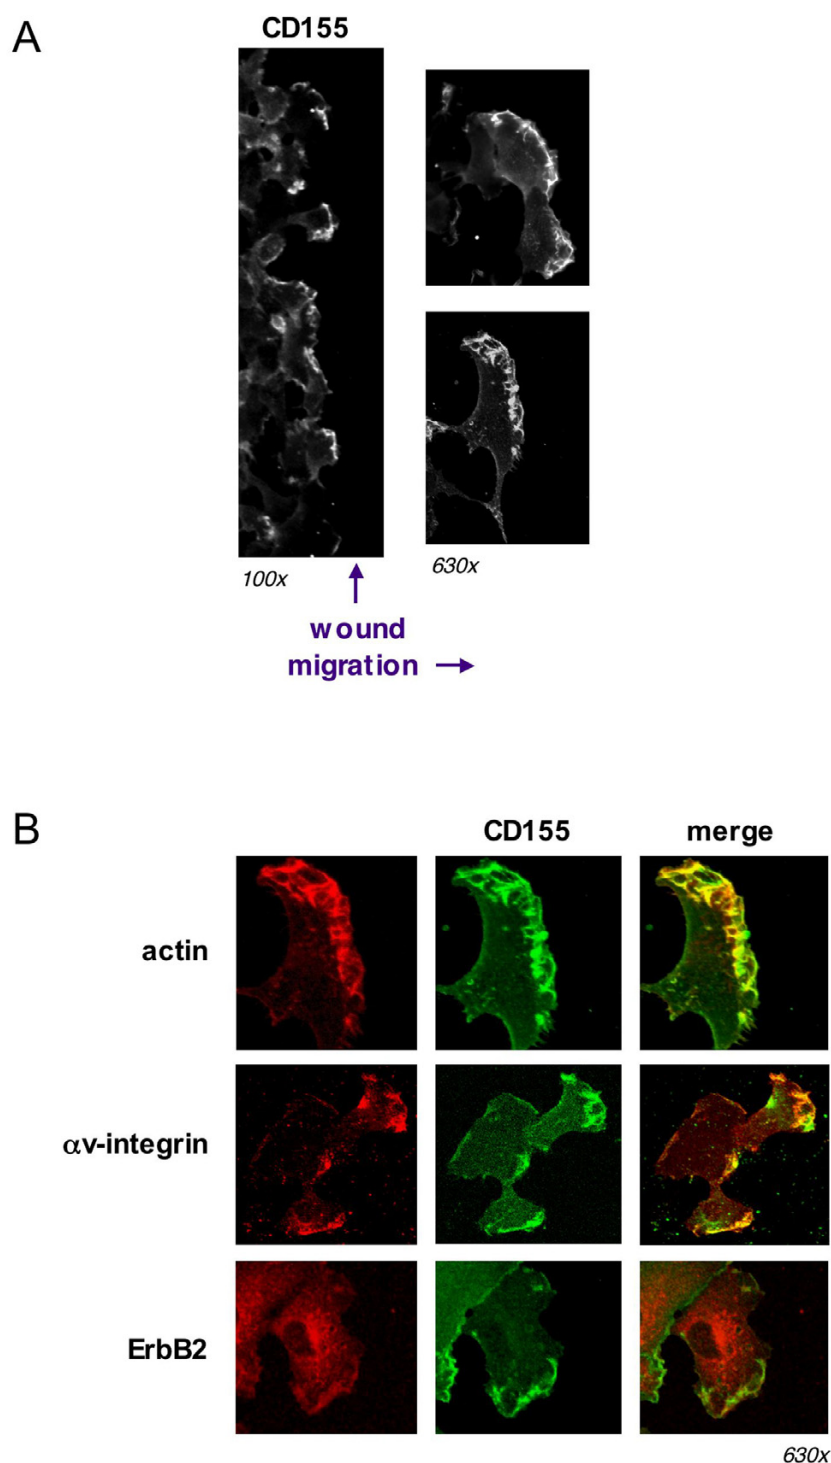 A
CD155
100x
630x
wound
migration
B
CD155
merge
actin
αv-integrin
ErbB2
630x